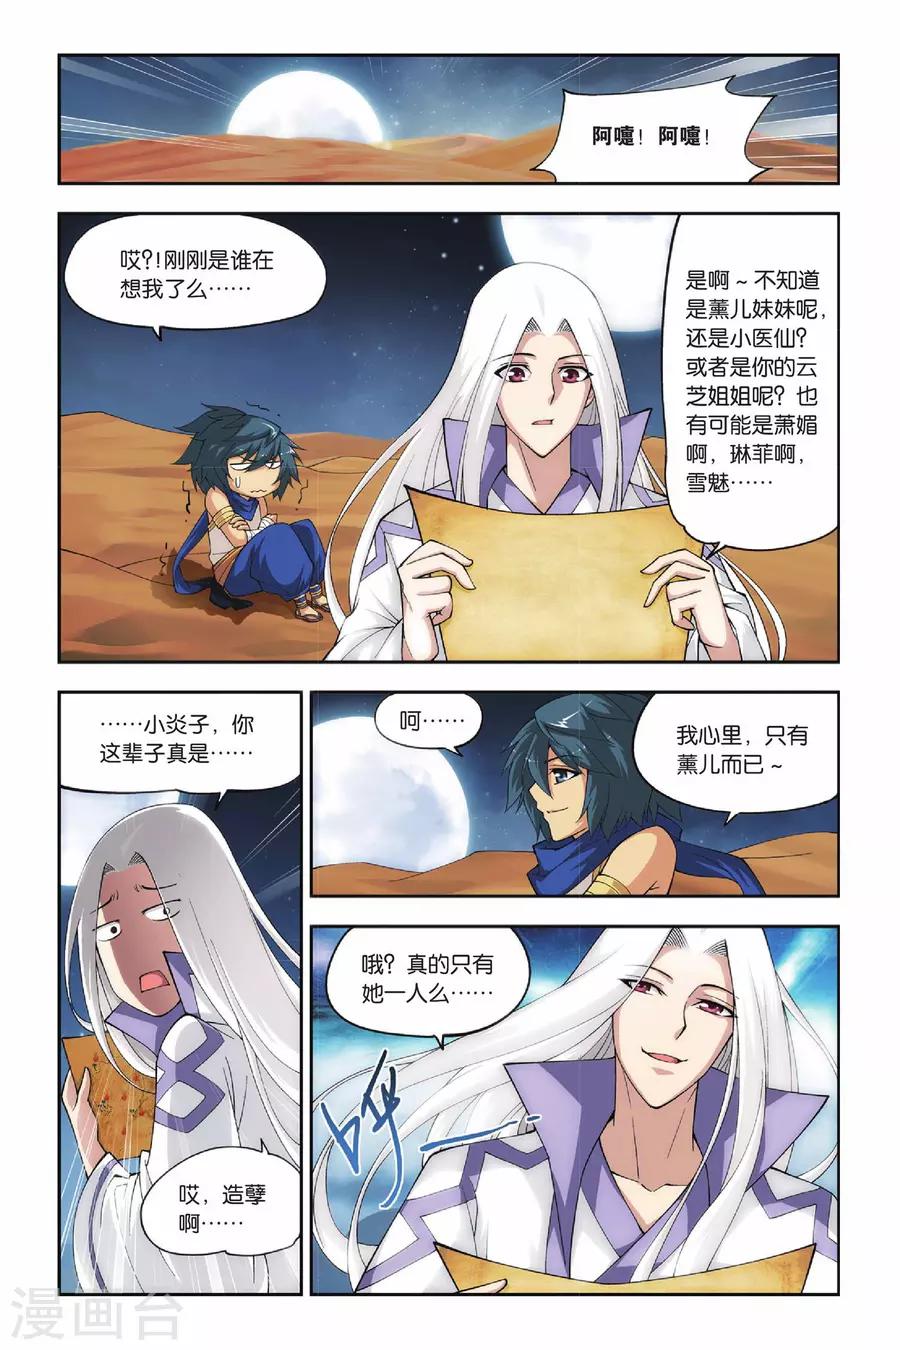 阿嚏！阿嚏！
哎？！刚刚是谁在
想我了么……
是啊～不知道
是薰儿妹妹呢，
还是小医仙？
或者是你的云
芝姐姐呢？也
有可能是萧媚
啊，琳菲啊，
雪魅……
……小炎子，你
这辈子真是……
哎，造孽
啊……
呵……
我心里，只有
薰儿而已～
哦？真的只有
她一人么……
呼——
漫画台